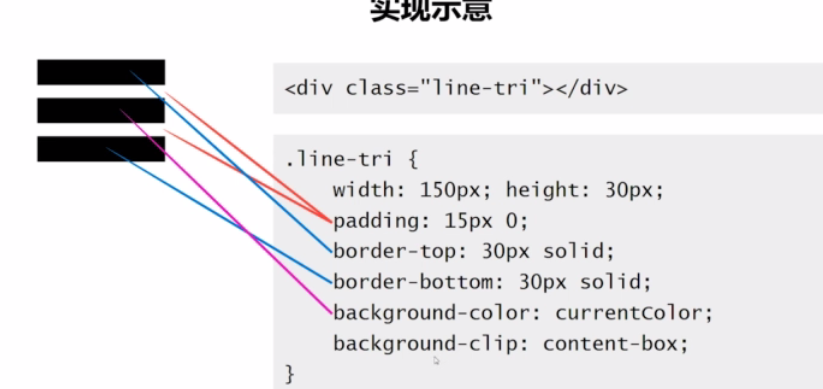 实现示意
<div class="line-tri"></div>
.line-tri {
width: 150px; height: 30px;
padding: 15px 0;
border-top: 30px solid;
border-bottom: 30px solid;
background-color: currentColor;
background-clip: content-box;
}